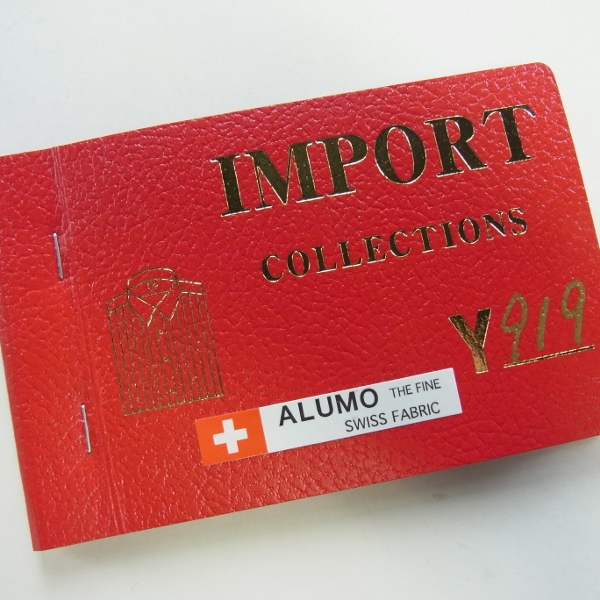 IMPORT
COLLECTIONS
Y919
ALUMO THE FINE
SWISS FABRIC